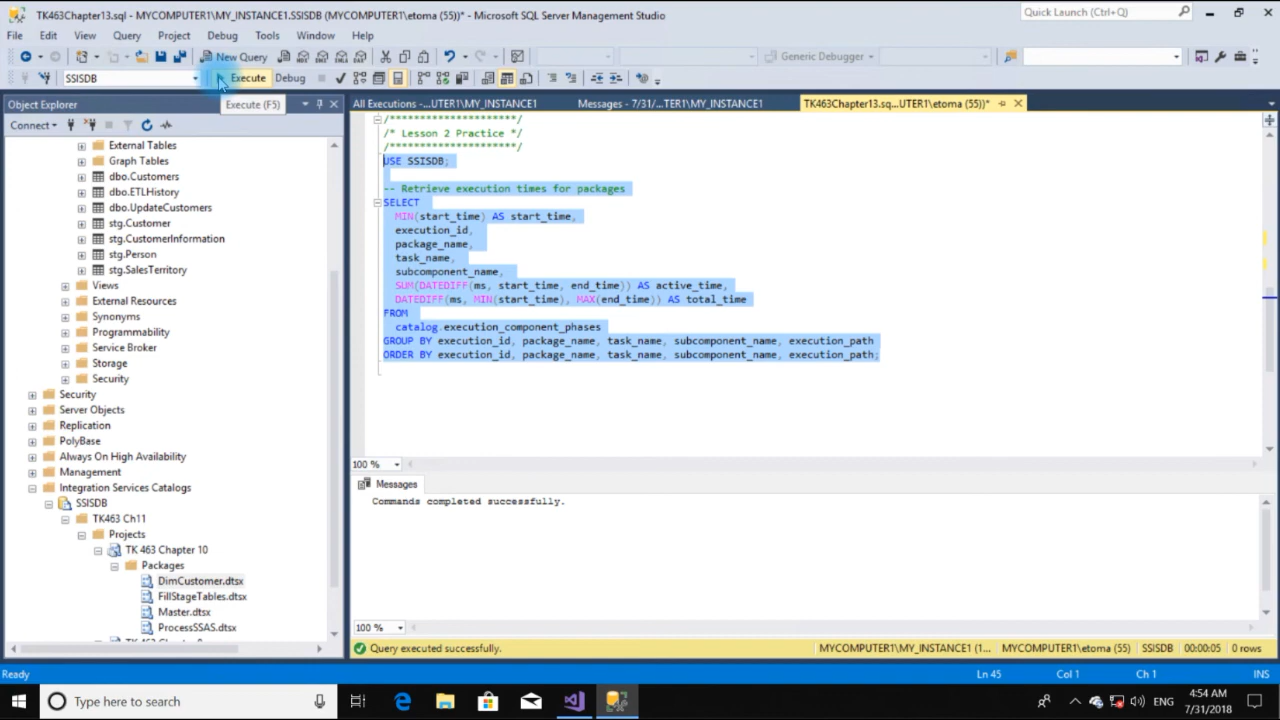 TK463Chapter13.sql - MYCOMPUTER1\MY_INSTANCE1.SSISDB (MYCOMPUTER1\etoma (55))* - Microsoft SQL Server Management Studio
Quick Launch (Ctrl+Q)
File Edit View Query Project Debug Tools Window Help
New Query
MDX DMX XMLA DAX
Generic Debugger
SSISDB
Execute Debug
Execute (F5)
Object Explorer
All Executions -...UTER1\MY_INSTANCE1
Messages - 7/31/...TER1\MY_INSTANCE1
TK463Chapter13.sq...UTER1\etoma (55))*
Connect
External Tables
Graph Tables
dbo.Customers
dbo.ETLHistory
dbo.UpdateCustomers
stg.Customer
stg.CustomerInformation
stg.Person
stg.SalesTerritory
Views
External Resources
Synonyms
Programmability
Service Broker
Storage
Security
Security
Server Objects
Replication
PolyBase
Always On High Availability
Management
Integration Services Catalogs
SSISDB
TK463 Ch11
Projects
TK 463 Chapter 10
Packages
DimCustomer.dtsx
FillStageTables.dtsx
Master.dtsx
ProcessSSAS.dtsx
/*********************/
/* Lesson 2 Practice */
/*********************/
USE SSISDB;
-- Retrieve execution times for packages
SELECT
MIN(start_time) AS start_time,
execution_id,
package_name,
task_name,
subcomponent_name,
SUM(DATEDIFF(ms, start_time, end_time)) AS active_time,
DATEDIFF(ms, MIN(start_time), MAX(end_time)) AS total_time
FROM
catalog.execution_component_phases
GROUP BY execution_id, package_name, task_name, subcomponent_name, execution_path
ORDER BY execution_id, package_name, task_name, subcomponent_name, execution_path;
100 %
Messages
Commands completed successfully.
100 %
Query executed successfully.
MYCOMPUTER1\MY_INSTANCE1 (1... MYCOMPUTER1\etoma (55) SSISDB 00:00:05 0 rows
Ready
Ln 45 Col 1 Ch 1 INS
Type here to search
ENG
4:54 AM
7/31/2018